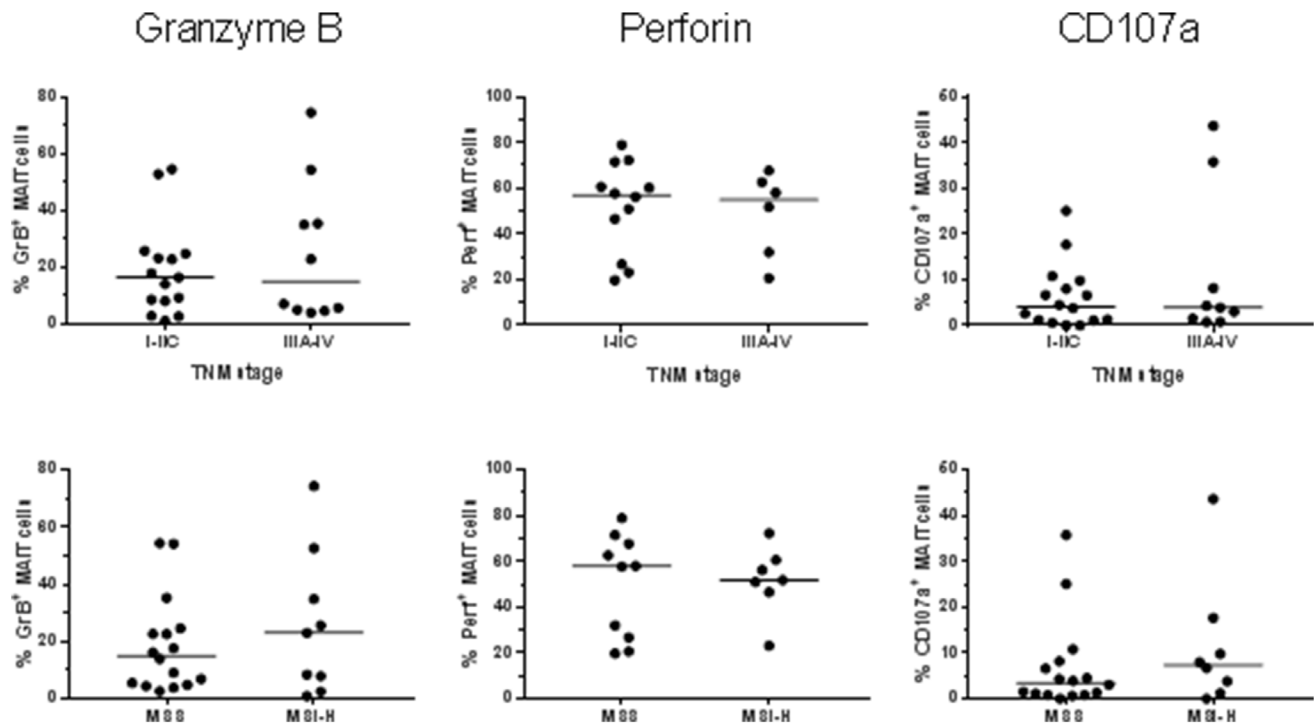 Granzyme B Perforin CD107a
% GrB⁺ MAIT cells
80
60
40
20
0
I-IIC IIIA-IV
TNM stage
% Perf⁺ MAIT cells
100
80
60
40
20
0
I-IIC IIIA-IV
TNM stage
% CD107a⁺ MAIT cells
60
40
30
20
10
0
I-IIC IIIA-IV
TNM stage
% GrB⁺ MAIT cells
80
60
40
20
0
MSS MSI-H
% Perf⁺ MAIT cells
100
80
60
40
20
0
MSS MSI-H
% CD107a⁺ MAIT cells
60
40
30
20
10
0
MSS MSI-H